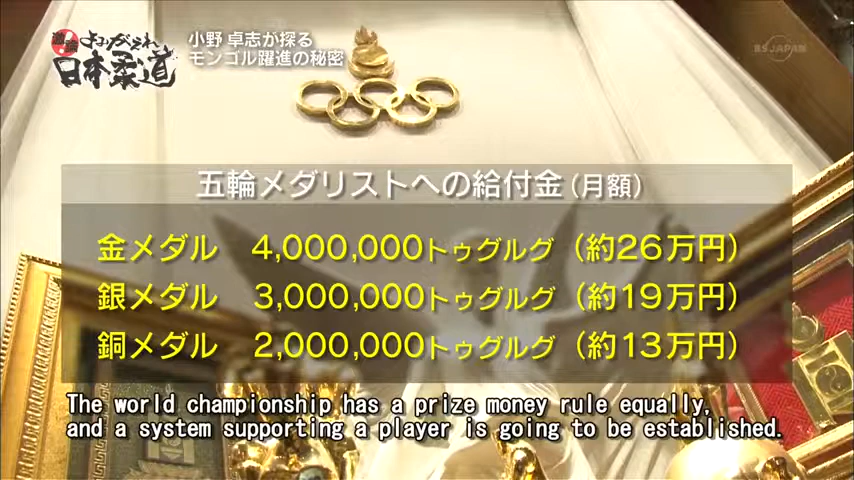 激論
よみがえれ
日本柔道
小野 卓志が探る
モンゴル躍進の秘密
BS JAPAN
五輪メダリストへの給付金（月額）
金メダル 4,000,000トゥグルグ（約26万円）
銀メダル 3,000,000トゥグルグ（約19万円）
銅メダル 2,000,000トゥグルグ（約13万円）
The world championship has a prize money rule equally,
and a system supporting a player is going to be established.